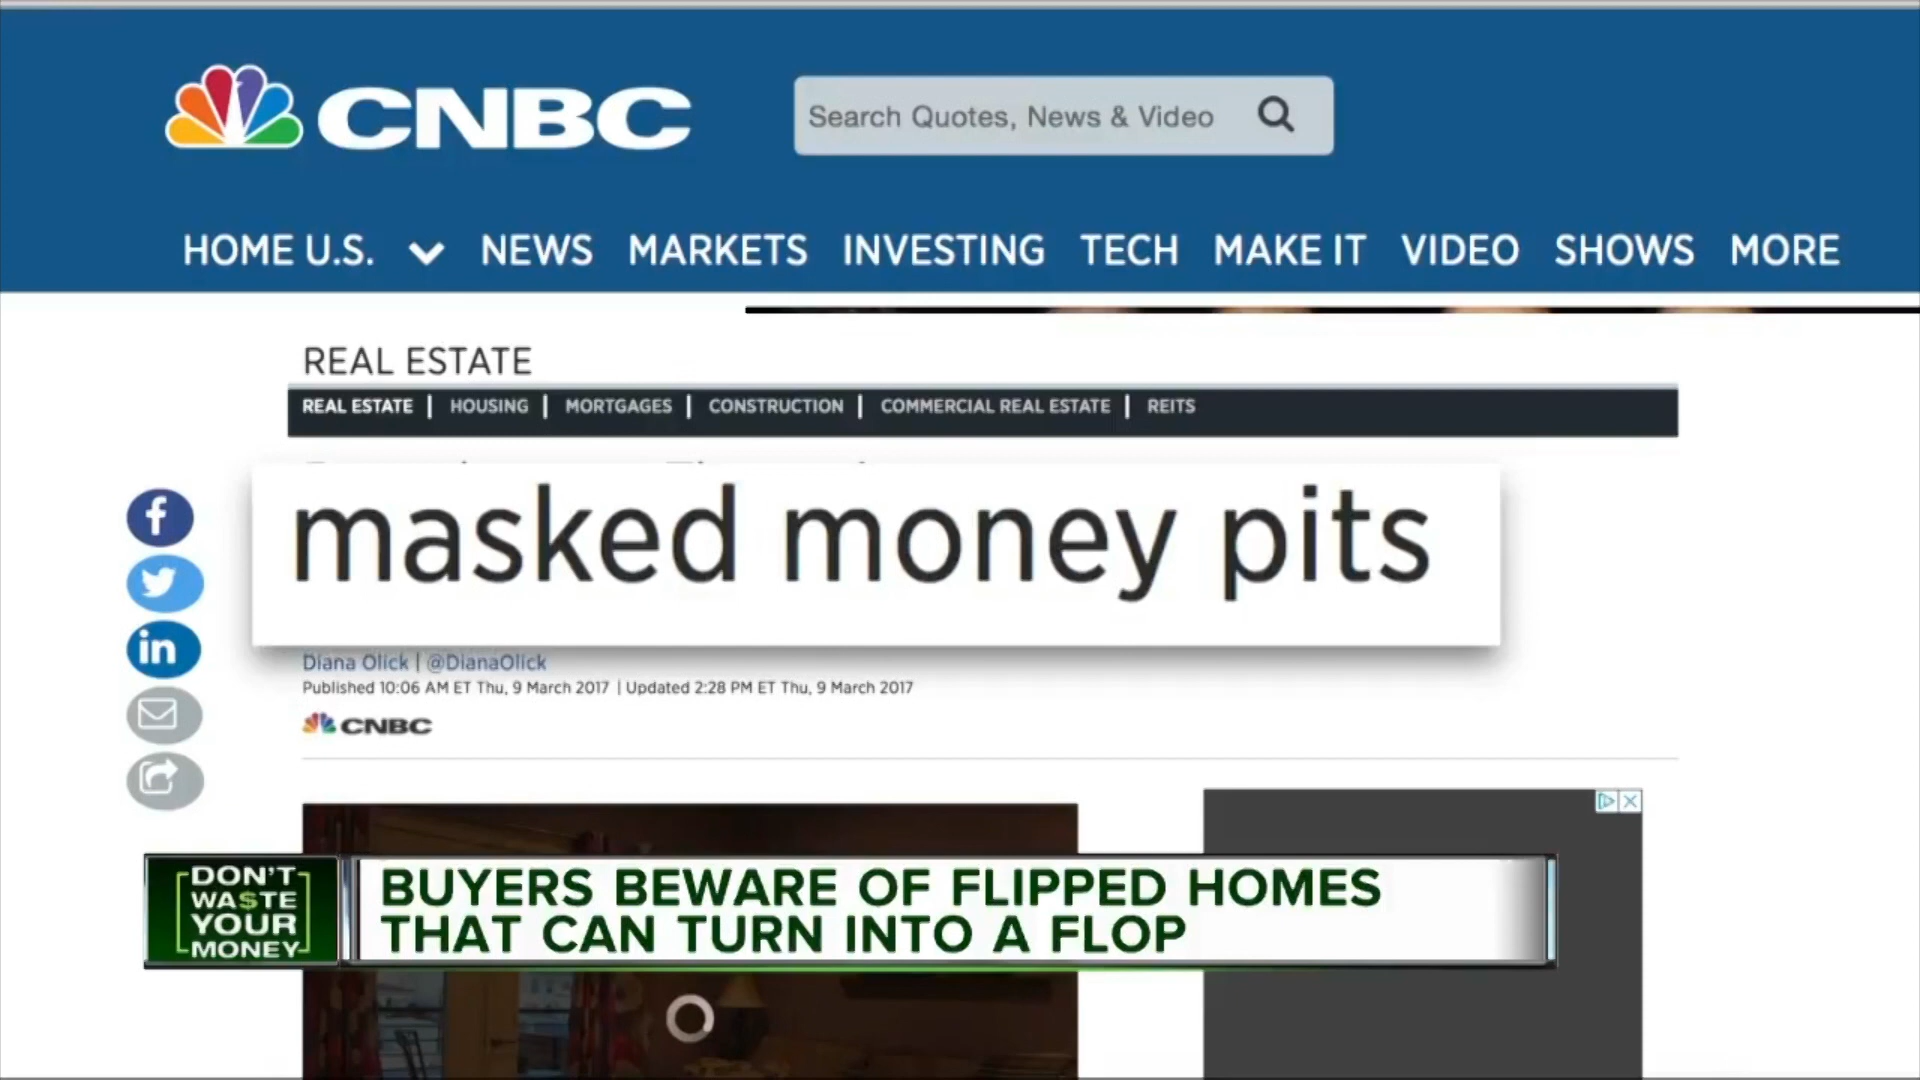 CNBC
Search Quotes, News & Video
HOME U.S. NEWS MARKETS INVESTING TECH MAKE IT VIDEO SHOWS MORE
REAL ESTATE
REAL ESTATE | HOUSING | MORTGAGES | CONSTRUCTION | COMMERCIAL REAL ESTATE | REITS
masked money pits
Diana Olick | @DianaOlick
Published 10:06 AM ET Thu, 9 March 2017 | Updated 2:28 PM ET Thu, 9 March 2017
CNBC
DON'T
WA$TE
YOUR
MONEY
BUYERS BEWARE OF FLIPPED HOMES
THAT CAN TURN INTO A FLOP